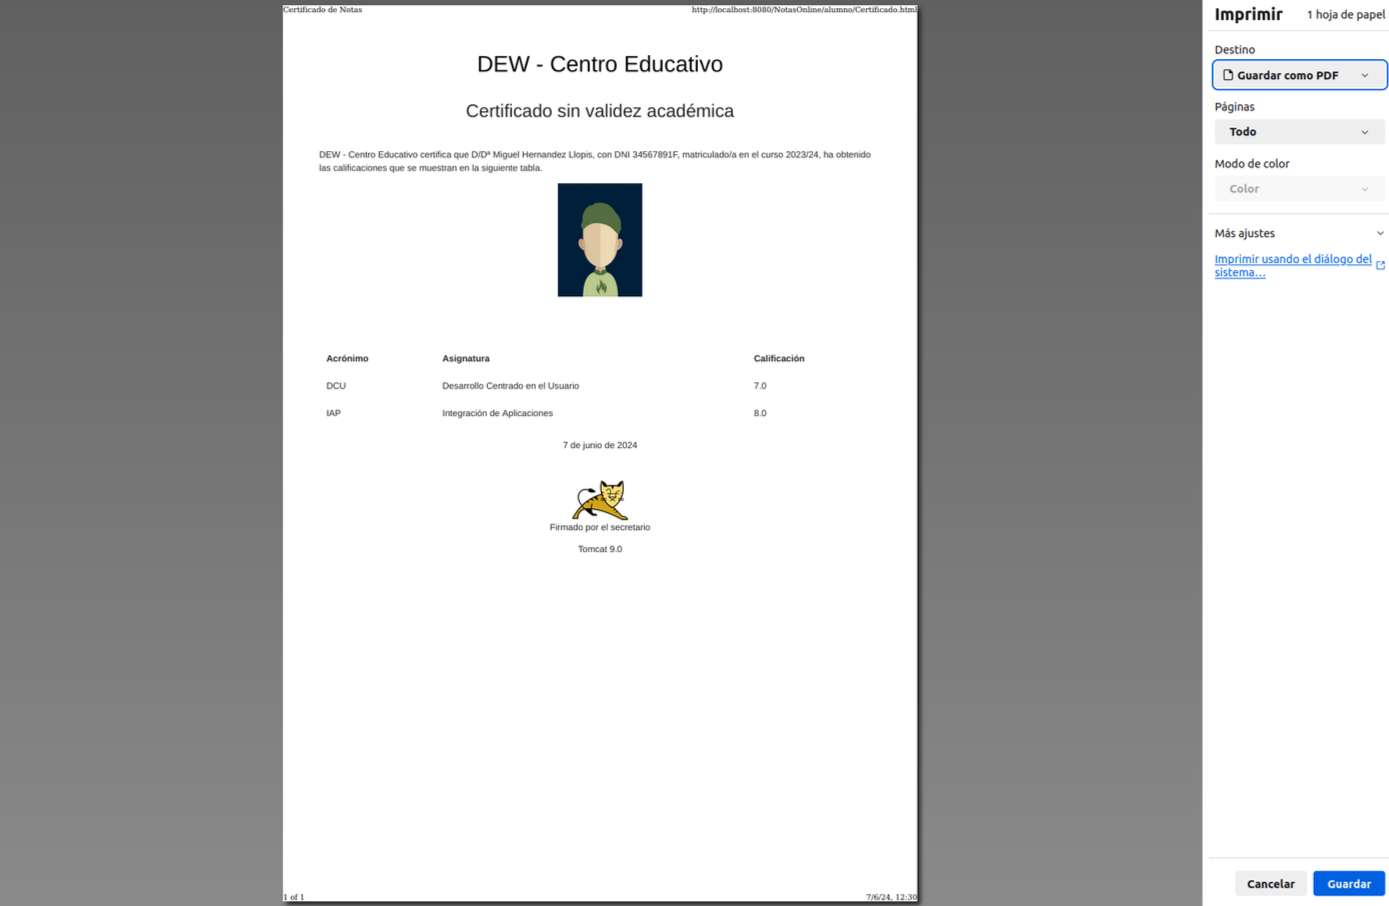 Certificado de Notas
http://localhost:8080/NotasOnline/alumno/Certificado.html
DEW - Centro Educativo
Certificado sin validez académica
DEW - Centro Educativo certifica que D/Dª Miguel Hernandez Llopis, con DNI 34567891F, matriculado/a en el curso 2023/24, ha obtenido
las calificaciones que se muestran en la siguiente tabla.
Acrónimo Asignatura Calificación
DCU Desarrollo Centrado en el Usuario 7.0
IAP Integración de Aplicaciones 8.0
7 de junio de 2024
Firmado por el secretario
Tomcat 9.0
1 of 1
7/6/24, 12:30
Imprimir
1 hoja de papel
Destino
Guardar como PDF
Páginas
Todo
Modo de color
Color
Más ajustes
Imprimir usando el diálogo del
sistema...
Cancelar
Guardar